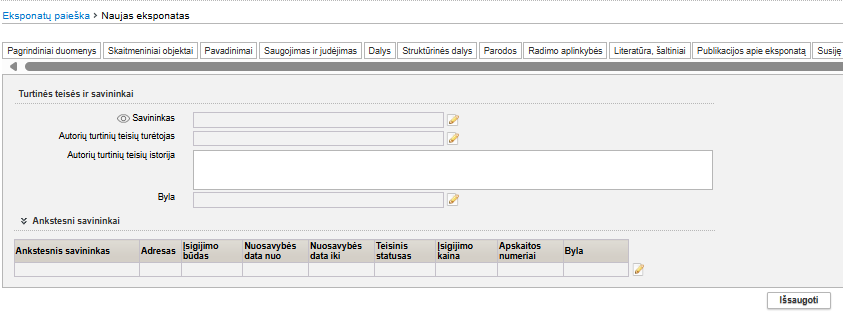 Eksponatų paieška > Naujas eksponatas
Pagrindiniai duomenys Skaitmeniniai objektai Pavadinimai Saugojimas ir judėjimas Dalys Struktūrinės dalys Parodos Radimo aplinkybės Literatūra, šaltiniai Publikacijos apie eksponatą Susiję
Turtinės teisės ir savininkai
Savininkas
Autorių turtinių teisių turėtojas
Autorių turtinių teisių istorija
Byla
Ankstesni savininkai
Ankstesnis savininkas Adresas Įsigijimo būdas Nuosavybės data nuo Nuosavybės data iki Teisinis statusas Įsigijimo kaina Apskaitos numeriai Byla
Išsaugoti